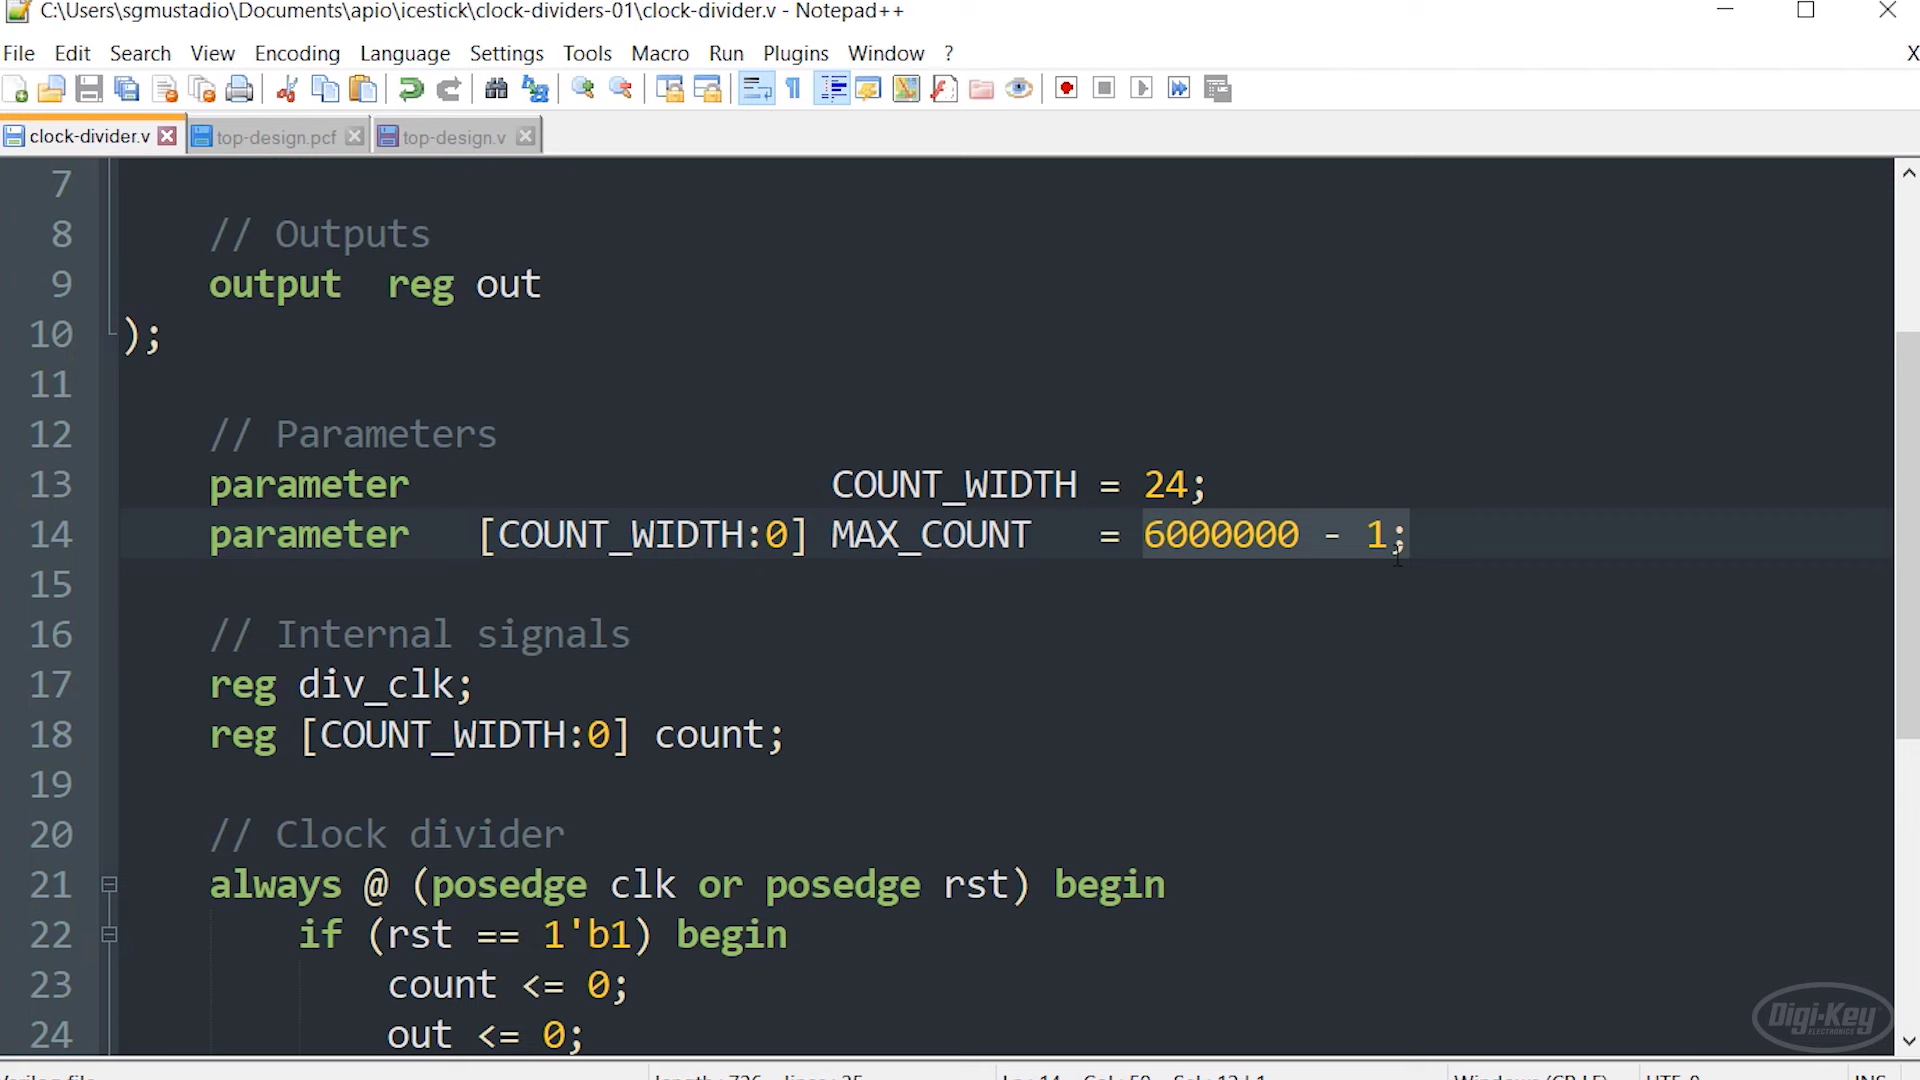 C:\Users\sgmustadio\Documents\apio\icestick\clock-dividers-01\clock-divider.v - Notepad++
File Edit Search View Encoding Language Settings Tools Macro Run Plugins Window ? X
clock-divider.v top-design.pcf top-design.v
7
8 // Outputs
9 output reg out
10 );
11
12 // Parameters
13 parameter COUNT_WIDTH = 24;
14 parameter [COUNT_WIDTH:0] MAX_COUNT = 6000000 - 1;
15
16 // Internal signals
17 reg div_clk;
18 reg [COUNT_WIDTH:0] count;
19
20 // Clock divider
21 always @ (posedge clk or posedge rst) begin
22 if (rst == 1'b1) begin
23 count <= 0;
24 out <= 0;
Digi-Key
ELECTRONICS